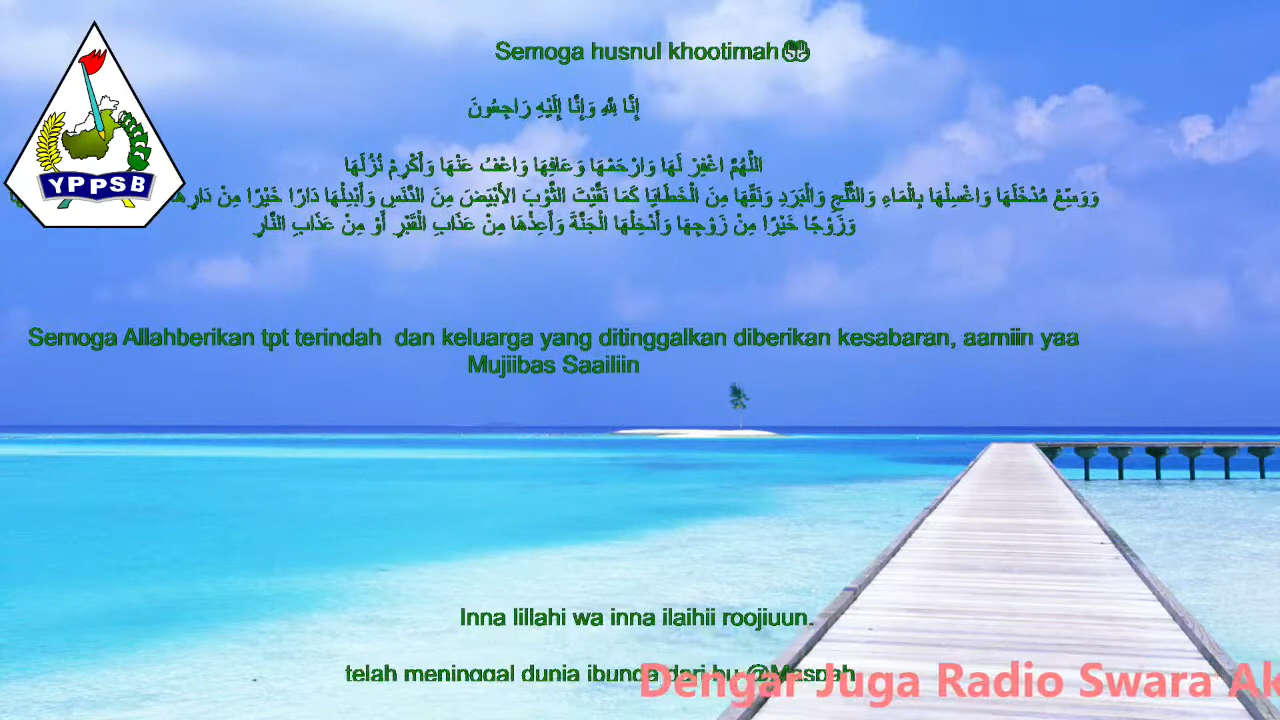 Semoga husnul khootimah
إِنَّا لِلَّهِ وَإِنَّا إِلَيْهِ رَاجِعُونَ
اللَّهُمَّ اغْفِرْ لَهَا وَارْحَمْهَا وَعَافِهَا وَاعْفُ عَنْهَا وَأَكْرِمْ نُزُلَهَا
وَوَسِّعْ مُدْخَلَهَا وَاغْسِلْهَا بِالْمَاءِ وَالثَّلْجِ وَالْبَرَدِ وَنَقِّهَا مِنَ الْخَطَايَا كَمَا نَقَّيْتَ الثَّوْبَ الأَبْيَضَ مِنَ الدَّنَسِ وَأَبْدِلْهَا دَارًا خَيْرًا مِنْ
وَزَوْجًا خَيْرًا مِنْ زَوْجِهَا وَأَدْخِلْهَا الْجَنَّةَ وَأَعِذْهَا مِنْ عَذَابِ الْقَبْرِ أَوْ مِنْ عَذَابِ النَّارِ
YPPSB
Semoga Allahberikan tpt terindah dan keluarga yang ditinggalkan diberikan kesabaran, aamiin yaa
Mujiibas Saailiin
Inna lillahi wa inna ilaihii roojiuun.
telah meninggal dunia ibunda dari bu @Maspah
Dengar Juga Radio Swara Ak